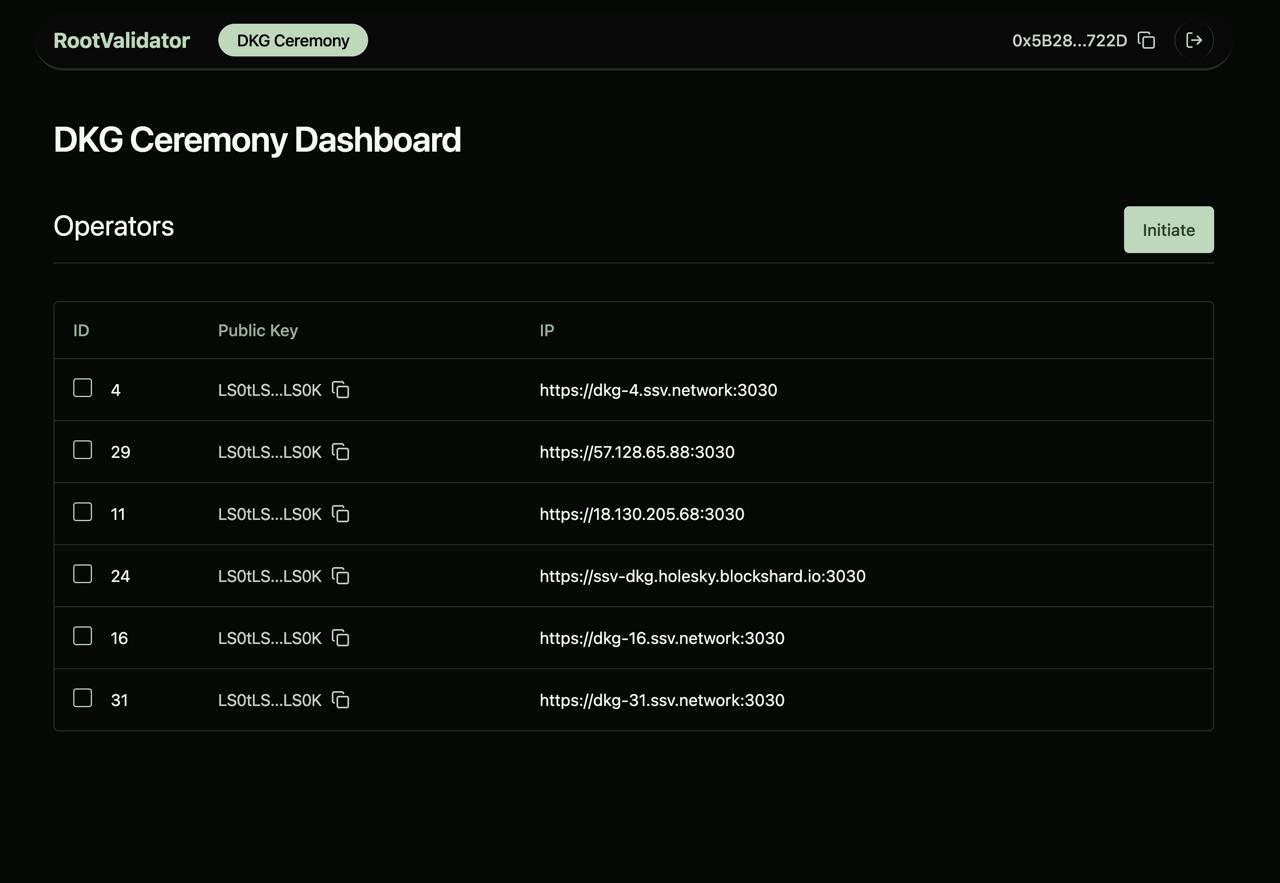 RootValidator DKG Ceremony 0x5B28...722D
DKG Ceremony Dashboard
Operators Initiate
ID Public Key IP
4 LS0tLS...LS0K https://dkg-4.ssv.network:3030
29 LS0tLS...LS0K https://57.128.65.88:3030
11 LS0tLS...LS0K https://18.130.205.68:3030
24 LS0tLS...LS0K https://ssv-dkg.holesky.blockshard.io:3030
16 LS0tLS...LS0K https://dkg-16.ssv.network:3030
31 LS0tLS...LS0K https://dkg-31.ssv.network:3030